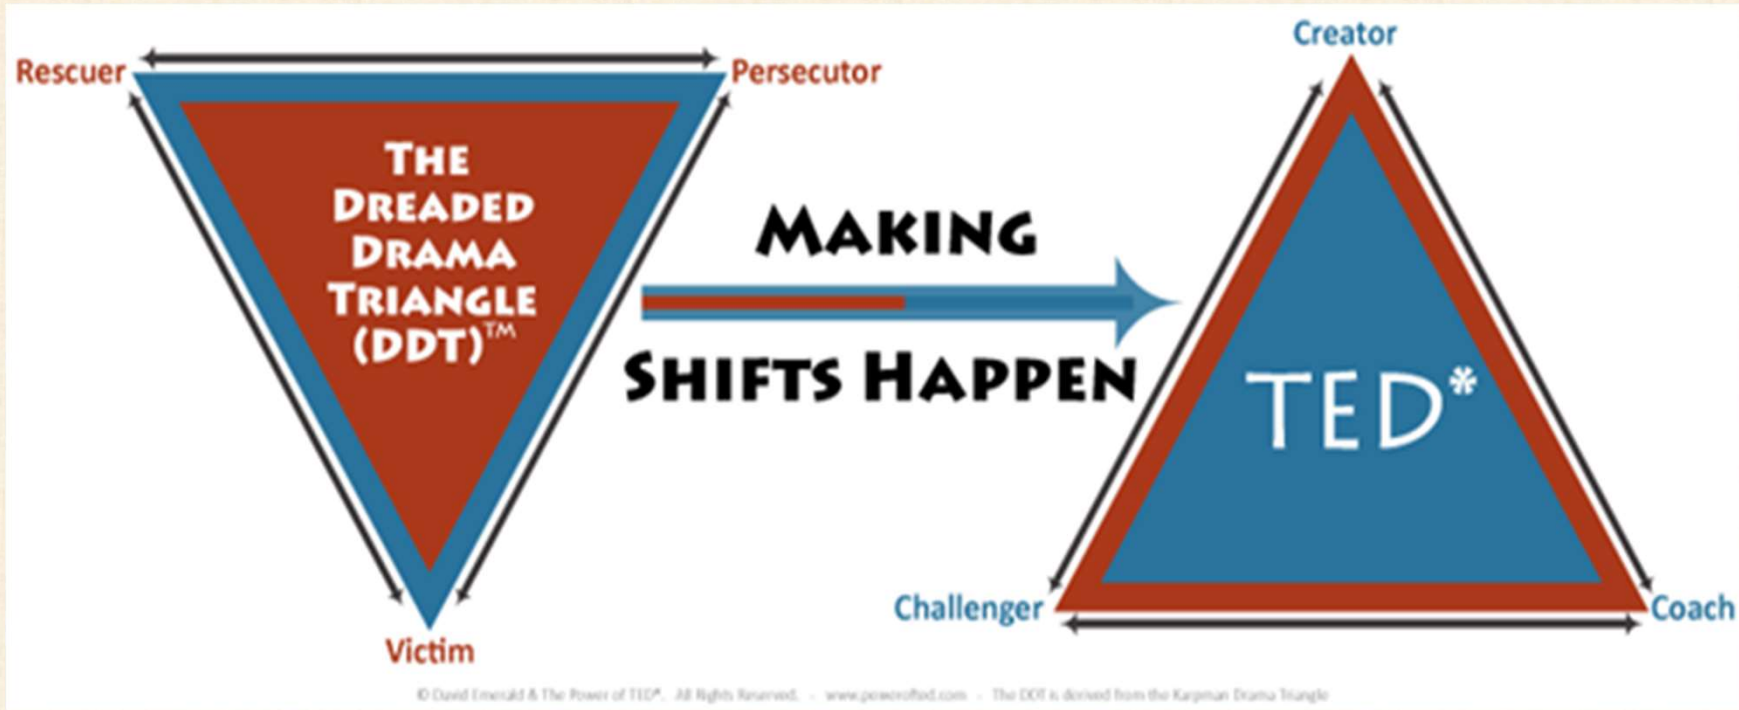 Creator
Rescuer
Persecutor
THE
DREADED
DRAMA
TRIANGLE
(DDT)™
MAKING
SHIFTS HAPPEN
TED*
Challenger
Coach
Victim
© David Emerald & The Power of TED*. All Rights Reserved. - www.powerofted.com - The DDT is derived from the Karpman Drama Triangle